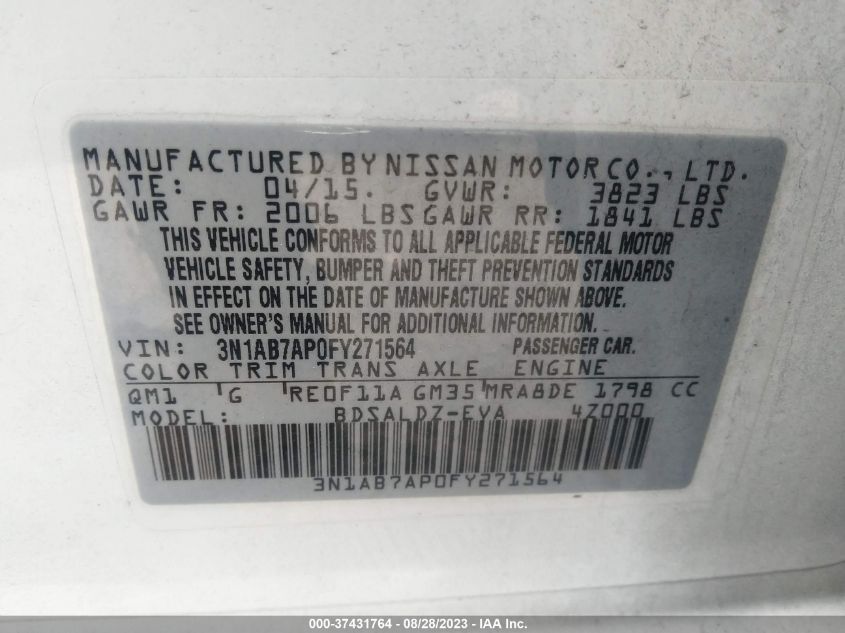 MANUFACTURED BY NISSAN MOTOR CO., LTD.
DATE: 04/15. GVWR: 3823 LBS
GAWR FR: 2006 LBS GAWR RR: 1841 LBS
THIS VEHICLE CONFORMS TO ALL APPLICABLE FEDERAL MOTOR
VEHICLE SAFETY, BUMPER AND THEFT PREVENTION STANDARDS
IN EFFECT ON THE DATE OF MANUFACTURE SHOWN ABOVE.
SEE OWNER'S MANUAL FOR ADDITIONAL INFORMATION.
VIN: 3N1AB7AP0FY271564 PASSENGER CAR.
COLOR TRIM TRANS AXLE ENGINE
QM1 G RE0F11A GM35 MRA8DE 1798 CC
MODEL: BDSALDZ-EVA 4Z000
3N1AB7AP0FY271564
000-37431764 - 08/28/2023 - IAA Inc.